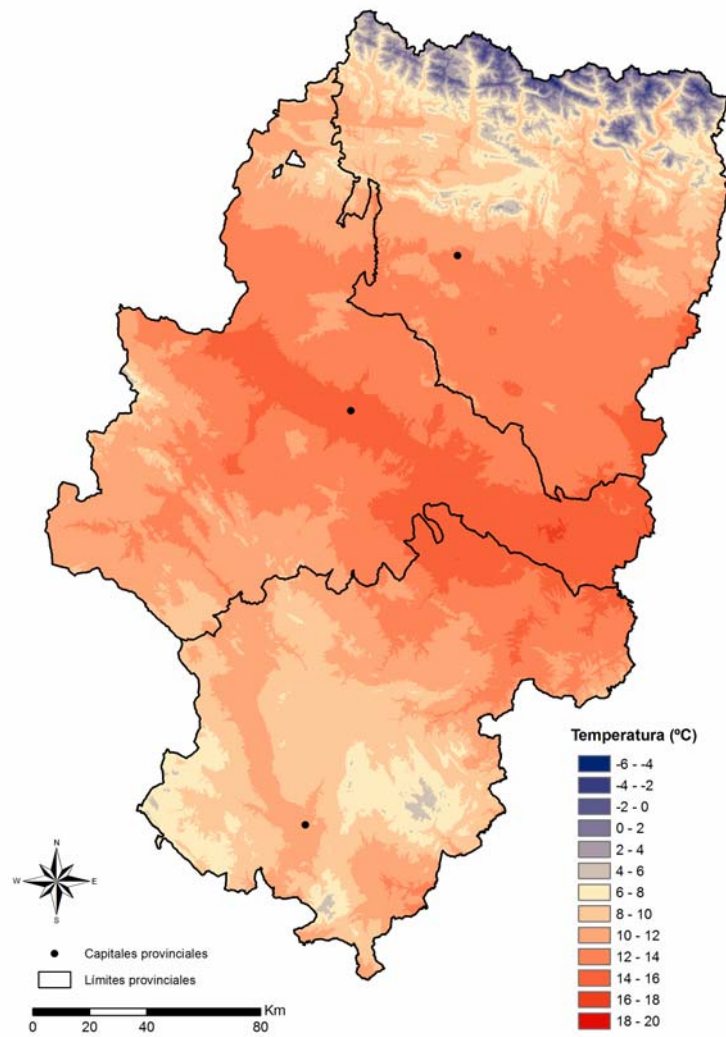 Temperatura (ºC)
-6 - -4
-4 - -2
-2 - 0
0 - 2
2 - 4
4 - 6
6 - 8
8 - 10
10 - 12
12 - 14
14 - 16
16 - 18
18 - 20
N
W E
S
Capitales provinciales
Límites provinciales
Km
0 20 40 80